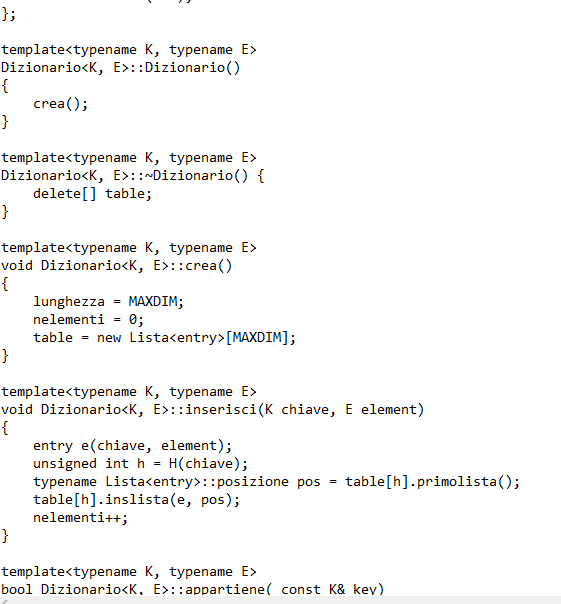 };
template<typename K, typename E>
Dizionario<K, E>::Dizionario()
{
    crea();
}
template<typename K, typename E>
Dizionario<K, E>::~Dizionario() {
    delete[] table;
}
template<typename K, typename E>
void Dizionario<K, E>::crea()
{
    lunghezza = MAXDIM;
    nelementi = 0;
    table = new Lista<entry>[MAXDIM];
}
template<typename K, typename E>
void Dizionario<K, E>::inserisci(K chiave, E element)
{
    entry e(chiave, element);
    unsigned int h = H(chiave);
    typename Lista<entry>::posizione pos = table[h].primolista();
    table[h].inslista(e, pos);
    nelementi++;
}
template<typename K, typename E>
bool Dizionario<K, E>::appartiene( const K& key)